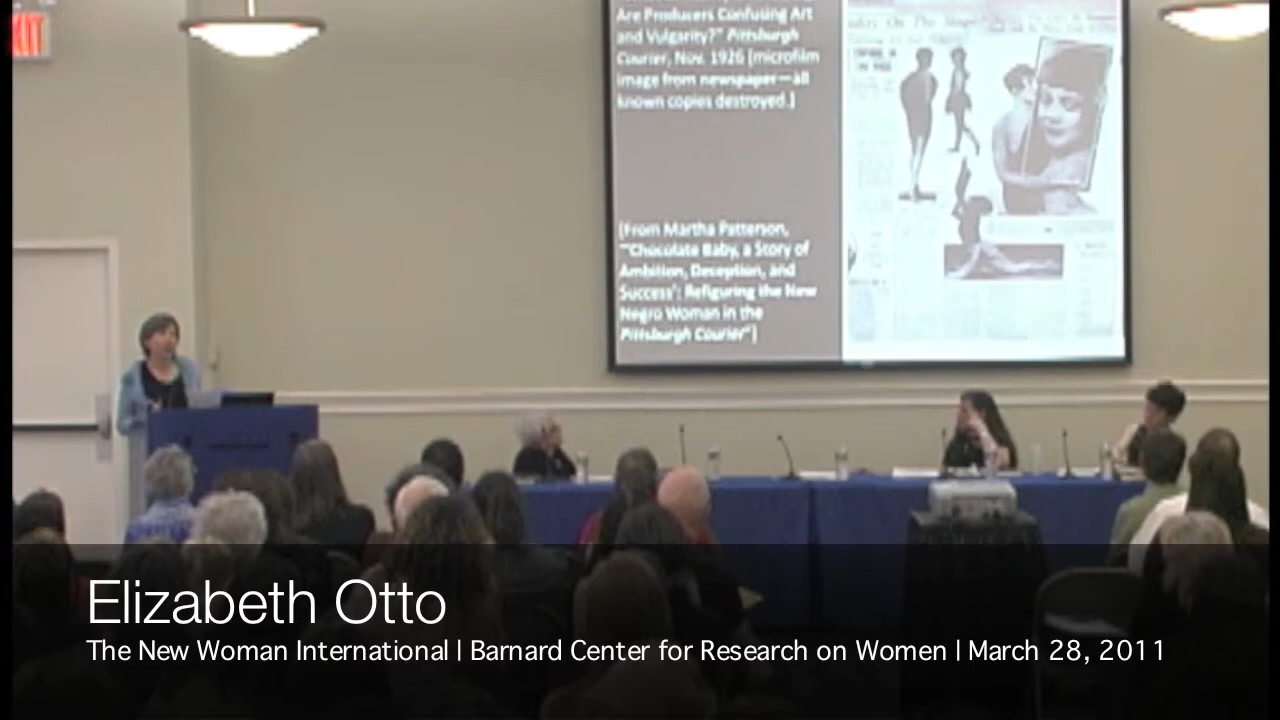 Are Producers Confusing Art
and Vulgarity?" Pittsburgh
Courier, Nov. 1926 [microfilm
image from newspaper—all
known copies destroyed.]
[From Martha Patterson,
"'Chocolate Baby, a Story of
Ambition, Deception, and
Success': Refiguring the New
Negro Woman in the
Pittsburgh Courier"]
Elizabeth Otto
The New Woman International | Barnard Center for Research on Women | March 28, 2011